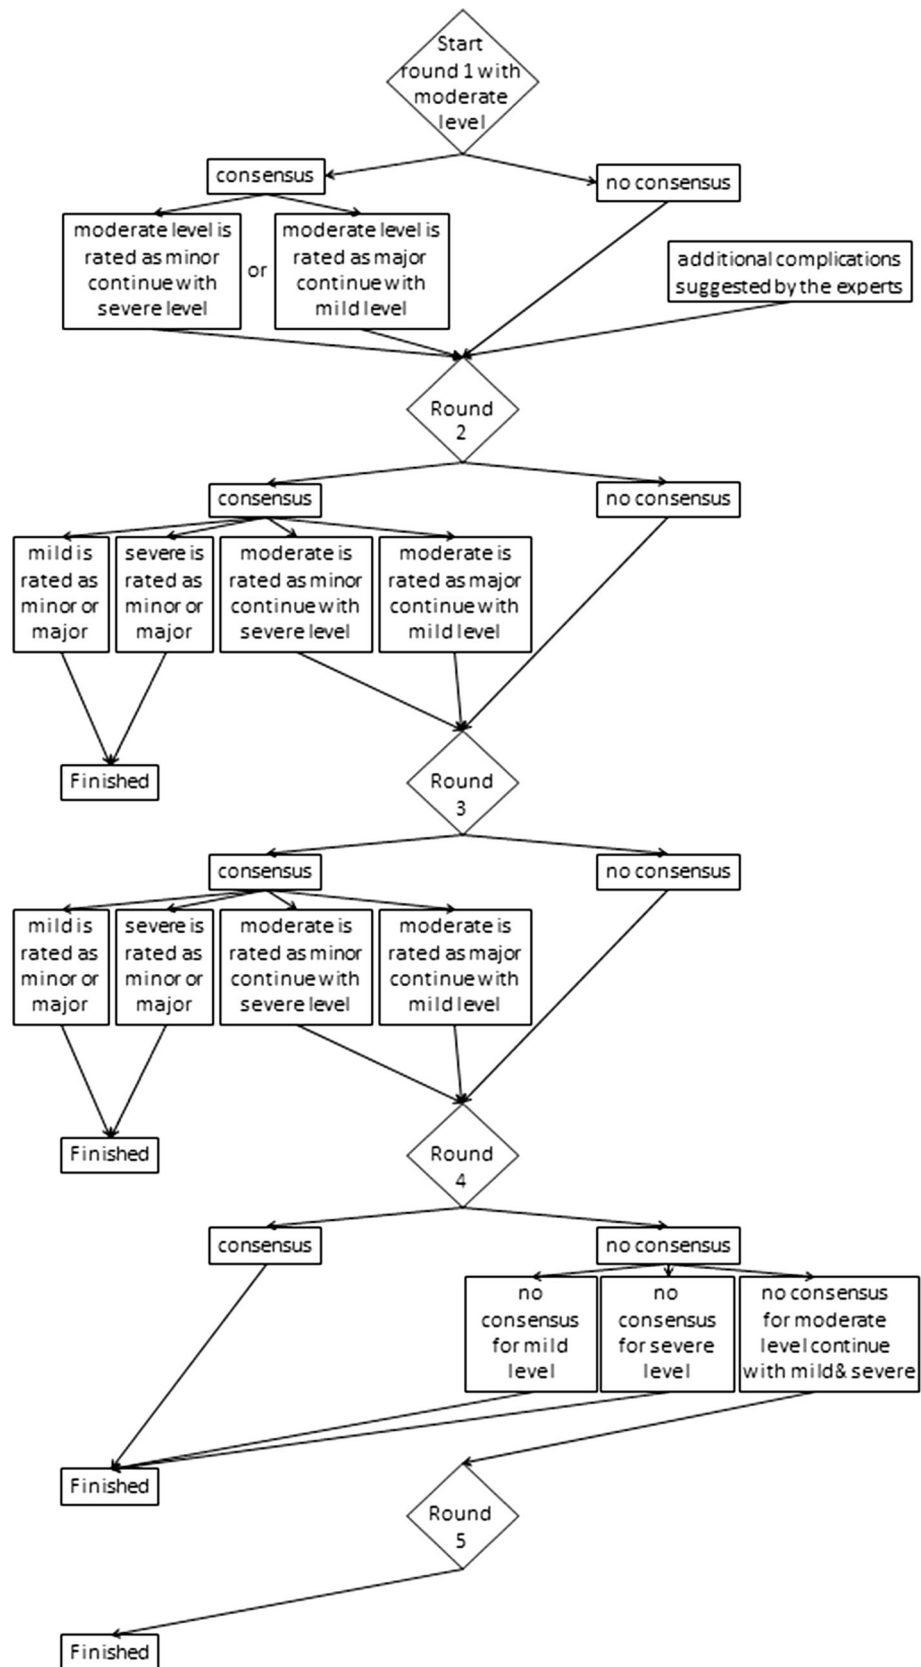 Start
round 1 with
moderate
level
consensus
no consensus
moderate level is
rated as minor
continue with
severe level
or
moderate level is
rated as major
continue with
mild level
additional complications
suggested by the experts
Round
2
consensus
no consensus
mild is
rated as
minor or
major
severe is
rated as
minor or
major
moderate is
rated as minor
continue with
severe level
moderate is
rated as major
continue with
mild level
Finished
Round
3
consensus
no consensus
mild is
rated as
minor or
major
severe is
rated as
minor or
major
moderate is
rated as minor
continue with
severe level
moderate is
rated as major
continue with
mild level
Finished
Round
4
consensus
no consensus
no
consensus
for mild
level
no
consensus
for severe
level
no consensus
for moderate
level continue
with mild & severe
Finished
Round
5
Finished